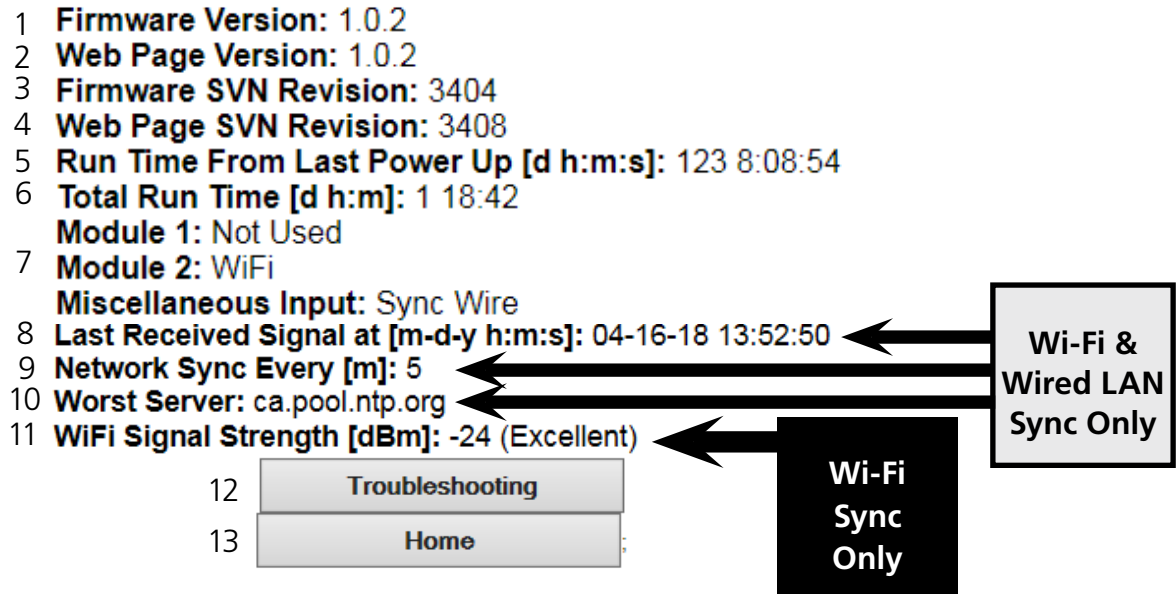 1 Firmware Version: 1.0.2
2 Web Page Version: 1.0.2
3 Firmware SVN Revision: 3404
4 Web Page SVN Revision: 3408
5 Run Time From Last Power Up [d h:m:s]: 123 8:08:54
6 Total Run Time [d h:m]: 1 18:42
Module 1: Not Used
7 Module 2: WiFi
Miscellaneous Input: Sync Wire
8 Last Received Signal at [m-d-y h:m:s]: 04-16-18 13:52:50
9 Network Sync Every [m]: 5
10 Worst Server: ca.pool.ntp.org
11 WiFi Signal Strength [dBm]: -24 (Excellent)
Wi-Fi &
Wired LAN
Sync Only
12 Troubleshooting
13 Home ;
Wi-Fi
Sync
Only